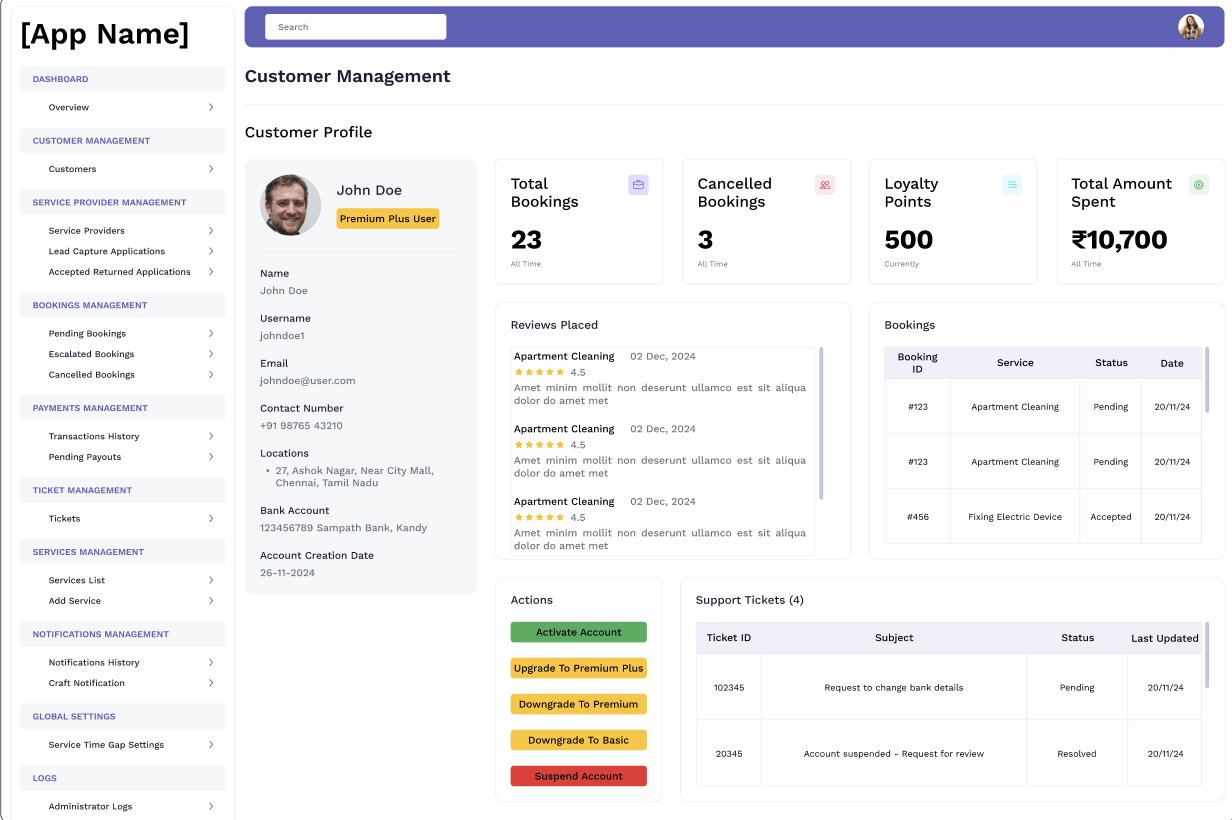 [App Name]
DASHBOARD
Overview
CUSTOMER MANAGEMENT
Customers
SERVICE PROVIDER MANAGEMENT
Service Providers
Lead Capture Applications
Accepted Returned Applications
BOOKINGS MANAGEMENT
Pending Bookings
Escalated Bookings
Cancelled Bookings
PAYMENTS MANAGEMENT
Transactions History
Pending Payouts
TICKET MANAGEMENT
Tickets
SERVICES MANAGEMENT
Services List
Add Service
NOTIFICATIONS MANAGEMENT
Notifications History
Craft Notification
GLOBAL SETTINGS
Service Time Gap Settings
LOGS
Administrator Logs
Search
Customer Management
Customer Profile
John Doe
Premium Plus User
Name
John Doe
Username
johndoe1
Email
johndoe@user.com
Contact Number
+91 98765 43210
Locations
• 27, Ashok Nagar, Near City Mall,
Chennai, Tamil Nadu
Bank Account
123456789 Sampath Bank, Kandy
Account Creation Date
26-11-2024
Total
Bookings
23
All Time
Cancelled
Bookings
3
All Time
Loyalty
Points
500
Currently
Total Amount
Spent
₹10,700
All Time
Reviews Placed
Apartment Cleaning 02 Dec, 2024
4.5
Amet minim mollit non deserunt ullamco est sit aliqua
dolor do amet met
Apartment Cleaning 02 Dec, 2024
4.5
Amet minim mollit non deserunt ullamco est sit aliqua
dolor do amet met
Apartment Cleaning 02 Dec, 2024
4.5
Amet minim mollit non deserunt ullamco est sit aliqua
dolor do amet met
Bookings
Booking
ID Service Status Date
#123 Apartment Cleaning Pending 20/11/24
#123 Apartment Cleaning Pending 20/11/24
#456 Fixing Electric Device Accepted 20/11/24
Actions
Activate Account
Upgrade To Premium Plus
Downgrade To Premium
Downgrade To Basic
Suspend Account
Support Tickets (4)
Ticket ID Subject Status Last Updated
102345 Request to change bank details Pending 20/11/24
20345 Account suspended - Request for review Resolved 20/11/24